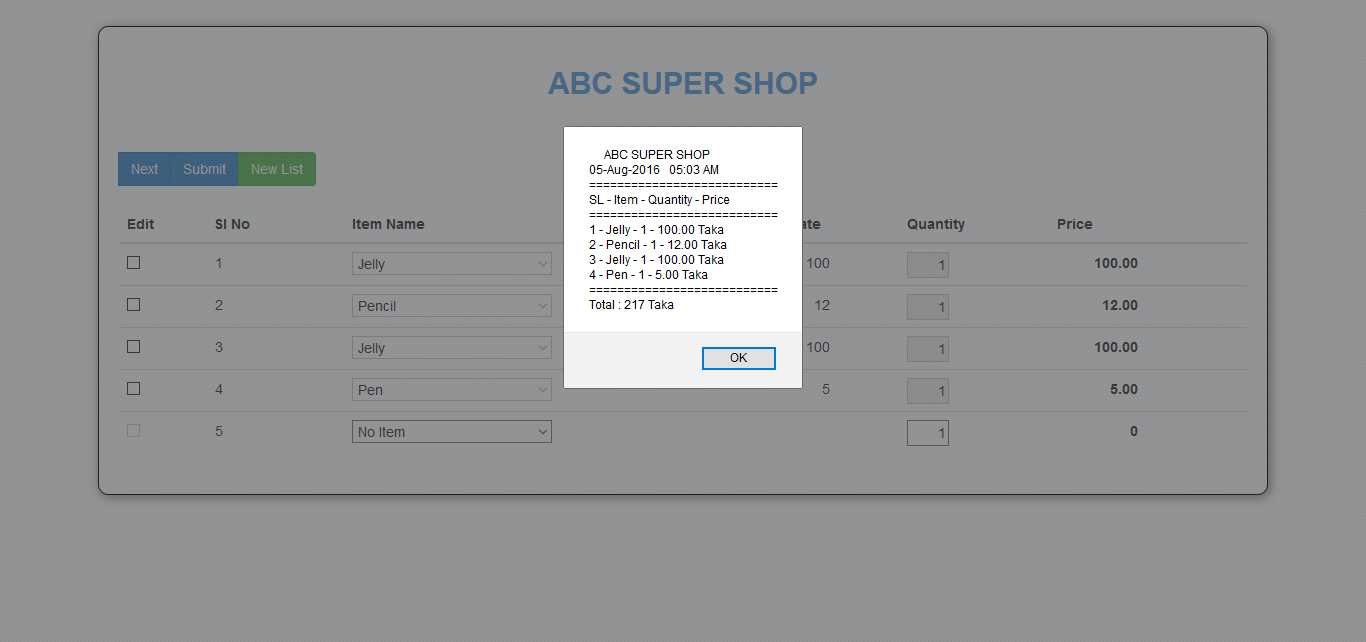 ABC SUPER SHOP
Next Submit New List
Edit Sl No Item Name Quantity Price
1 Jelly 100 1 100.00
2 Pencil 12 1 12.00
3 Jelly 100 1 100.00
4 Pen 5 1 5.00
5 No Item 1 0
ABC SUPER SHOP
05-Aug-2016 05:03 AM
===========================
SL - Item - Quantity - Price
===========================
1 - Jelly - 1 - 100.00 Taka
2 - Pencil - 1 - 12.00 Taka
3 - Jelly - 1 - 100.00 Taka
4 - Pen - 1 - 5.00 Taka
===========================
Total : 217 Taka
OK